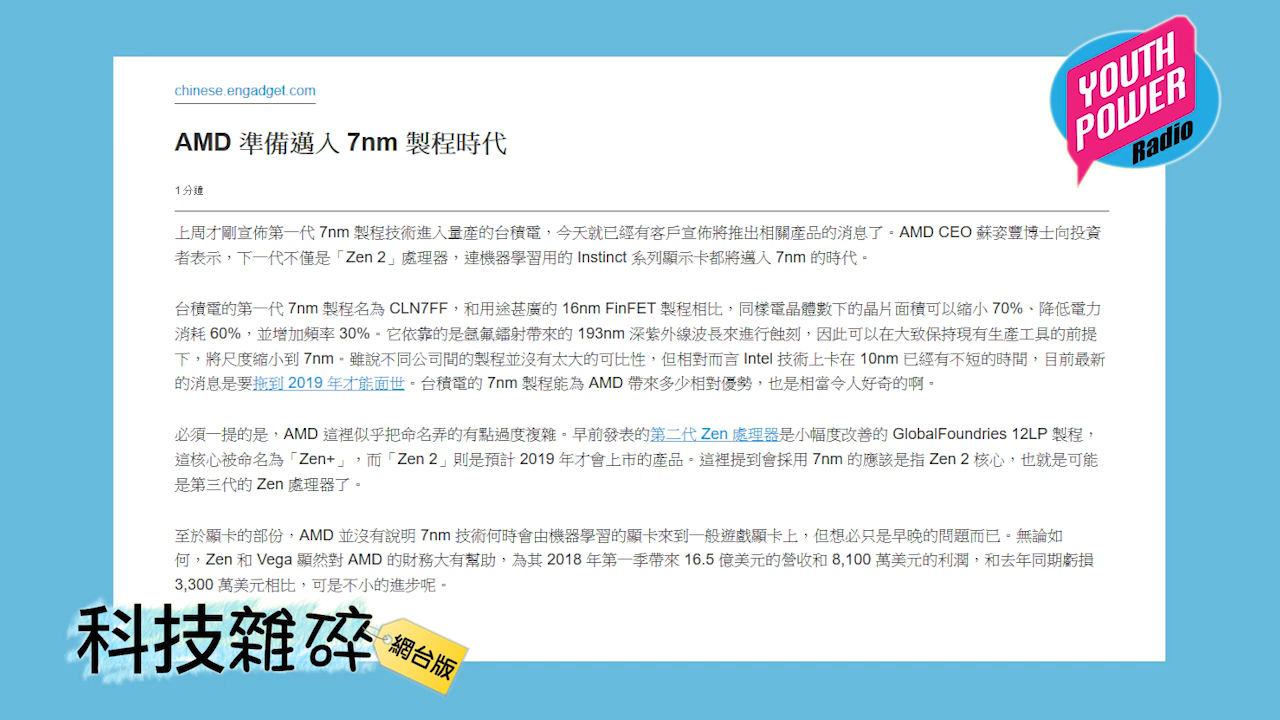 chinese.engadget.com
YOUTH
POWER
Radio
AMD 準備邁入 7nm 製程時代
1 分鐘
上周才剛宣佈第一代 7nm 製程技術進入量產的台積電，今天就已經有客戶宣佈將推出相關產品的消息了。AMD CEO 蘇姿豐博士向投資
者表示，下一代不僅是「Zen 2」處理器，連機器學習用的 Instinct 系列顯示卡都將邁入 7nm 的時代。
台積電的第一代 7nm 製程名為 CLN7FF，和用途甚廣的 16nm FinFET 製程相比，同樣電晶體數下的晶片面積可以縮小 70%、降低電力
消耗 60%，並增加頻率 30%。它依靠的是氬氟鐳射帶來的 193nm 深紫外線波長來進行蝕刻，因此可以在大致保持現有生產工具的前提
下，將尺度縮小到 7nm。雖說不同公司間的製程並沒有太大的可比性，但相對而言 Intel 技術上卡在 10nm 已經有不短的時間，目前最新
的消息是要拖到 2019 年才能面世。台積電的 7nm 製程能為 AMD 帶來多少相對優勢，也是相當令人好奇的啊。
必須一提的是，AMD 這裡似乎把命名弄的有點過度複雜。早前發表的第二代 Zen 處理器是小幅度改善的 GlobalFoundries 12LP 製程，
這核心被命名為「Zen+」，而「Zen 2」則是預計 2019 年才會上市的產品。這裡提到會採用 7nm 的應該是指 Zen 2 核心，也就是可能
是第三代的 Zen 處理器了。
至於顯卡的部份，AMD 並沒有說明 7nm 技術何時會由機器學習的顯卡來到一般遊戲顯卡上，但想必只是早晚的問題而已。無論如
何，Zen 和 Vega 顯然對 AMD 的財務大有幫助，為其 2018 年第一季帶來 16.5 億美元的營收和 8,100 萬美元的利潤，和去年同期虧損
3,300 萬美元相比，可是不小的進步呢。
科技雜碎
網台版